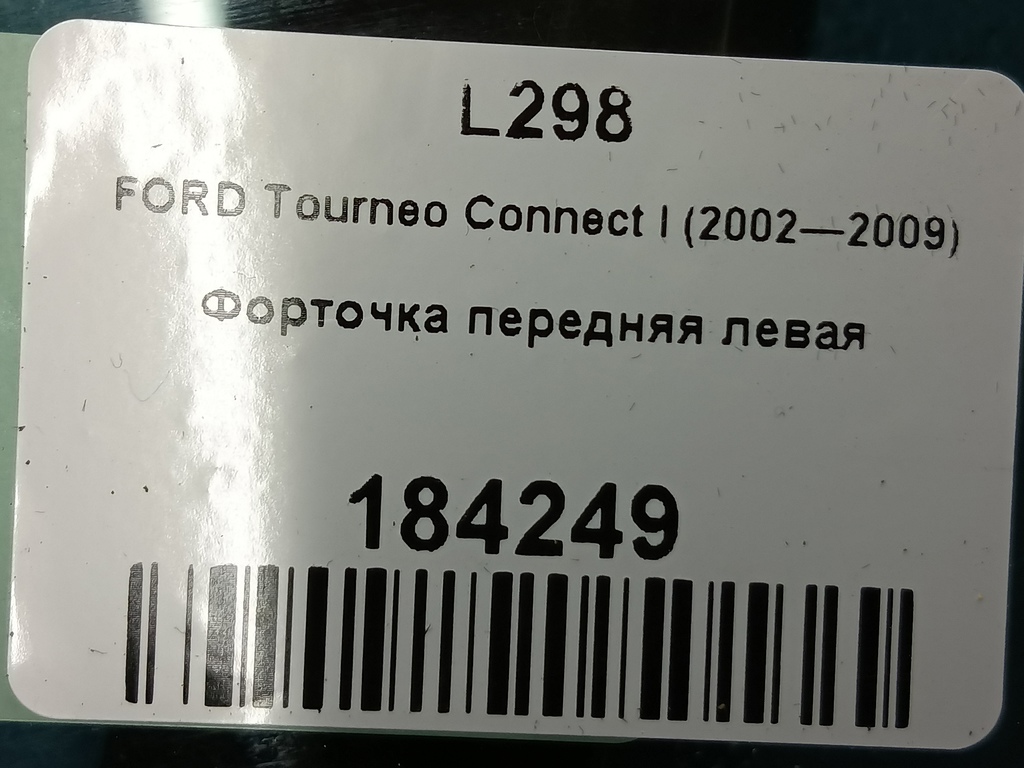 L298
FORD Tourneo Connect I (2002—2009)
Форточка передняя левая
184249